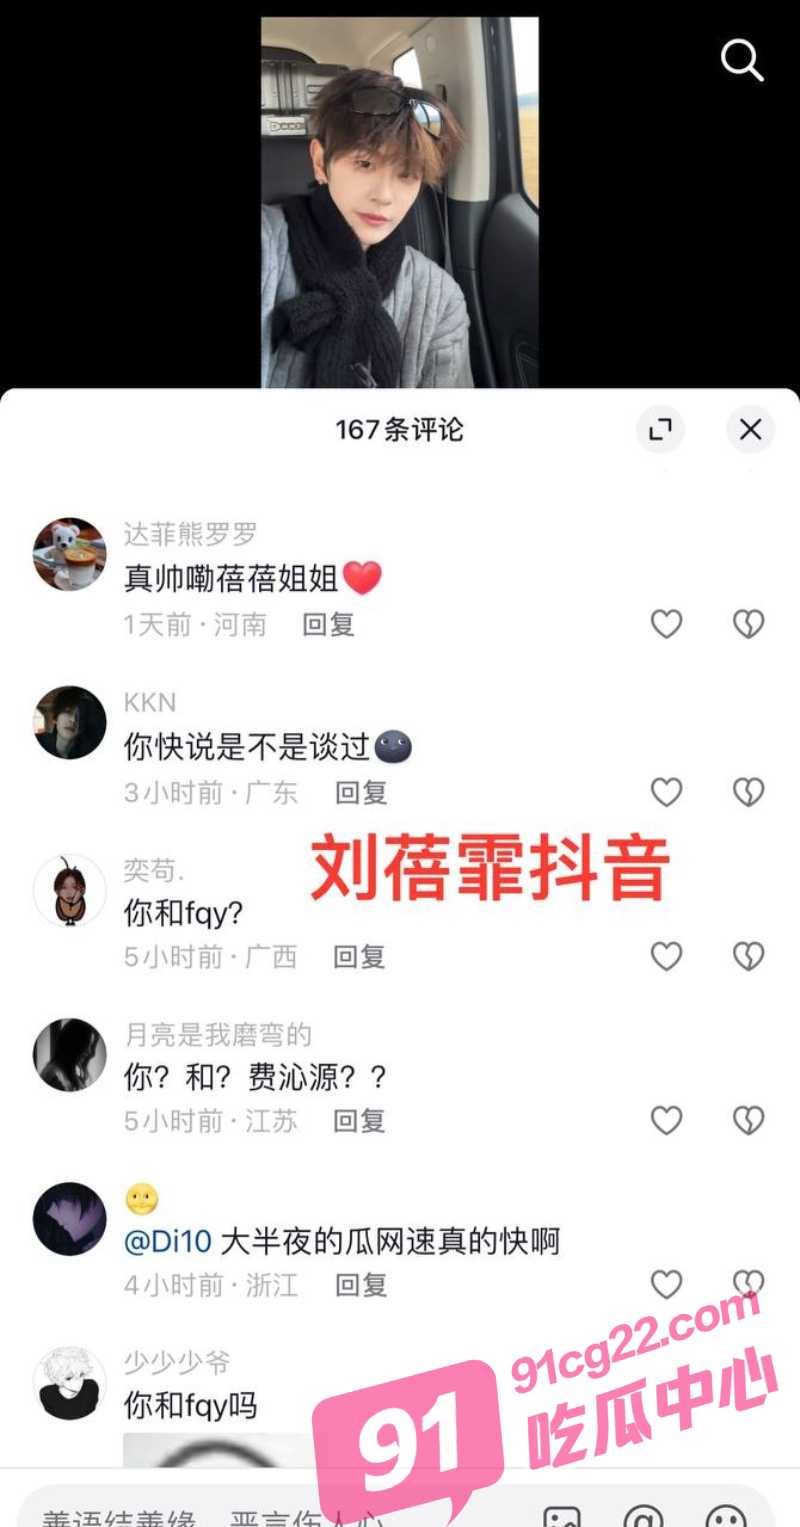 167条评论
达菲熊罗罗
真帅嘞蓓蓓姐姐❤️
1天前·河南 回复
KKN
你快说是不是谈过🌚
3小时前·广东 回复
刘蓓霏抖音
奕苟.
你和fqy?
5小时前·广西 回复
月亮是我磨弯的
你？和？费沁源？？
5小时前·江苏 回复
🌝
@Di10 大半夜的瓜网速真的快啊
4小时前·浙江 回复
少少少爷
你和fqy吗
91cg22.com
91 吃瓜中心
善语结善缘，恶言伤人心